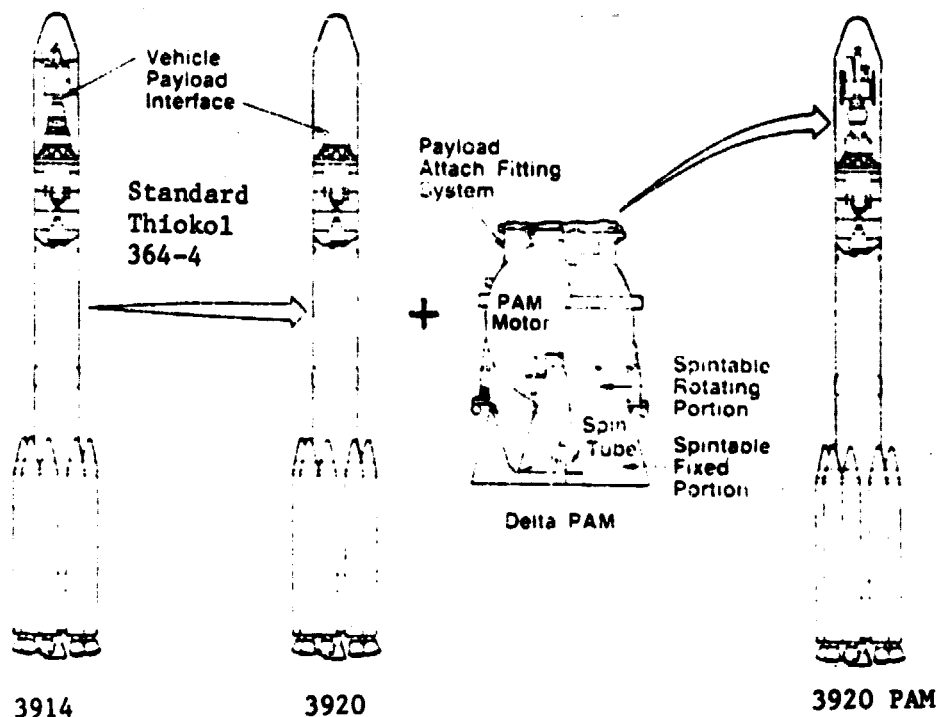 Vehicle
Payload
Interface
Standard
Thiokol
364-4
Payload
Attach Fitting
System
PAM
Motor
Spintable
Rotating
Portion
Spin
Tube
Spintable
Fixed
Portion
Delta PAM
3914
3920
3920 PAM